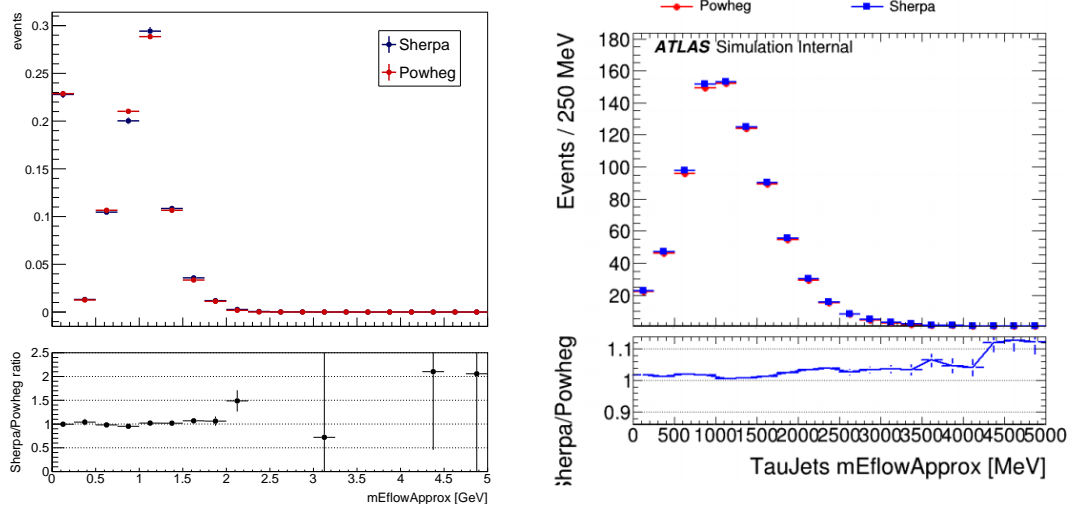 events
0.3
0.25
0.2
0.15
0.1
0.05
0
Sherpa
Powheg
Sherpa/Powheg ratio
2.5
2
1.5
1
0.5
0
0 0.5 1 1.5 2 2.5 3 3.5 4 4.5 5
mEflowApprox [GeV]
Powheg Sherpa
ATLAS Simulation Internal
Events / 250 MeV
180
160
140
120
100
80
60
40
20
Sherpa/Powheg
1.1
1
0.9
0 500 1000 1500 2000 2500 3000 3500 4000 4500 5000
TauJets mEflowApprox [MeV]